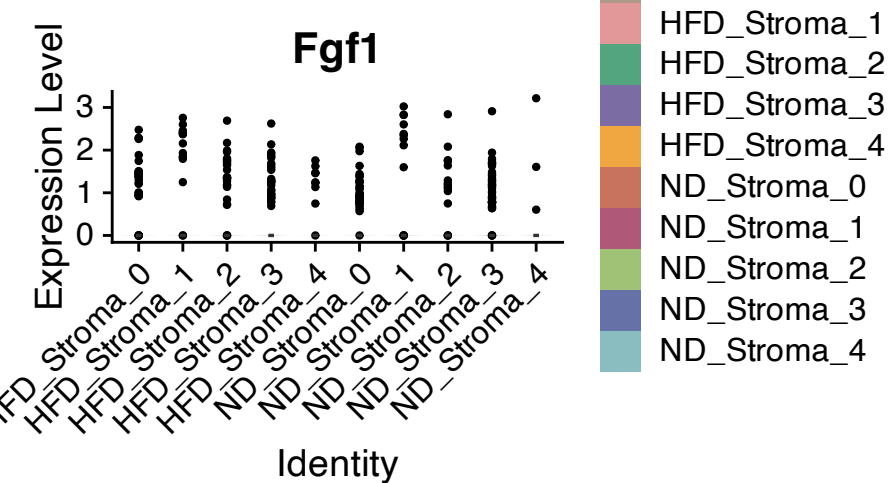 Fgf1
Expression Level
3
2
1
0
HFD_Stroma_1
HFD_Stroma_2
HFD_Stroma_3
HFD_Stroma_4
ND_Stroma_0
ND_Stroma_1
ND_Stroma_2
ND_Stroma_3
ND_Stroma_4
FD_Stroma_0
HFD_Stroma_1
HFD_Stroma_2
HFD_Stroma_3
HFD_Stroma_4
ND_Stroma_0
ND_Stroma_1
ND_Stroma_2
ND_Stroma_3
ND_Stroma_4
Identity